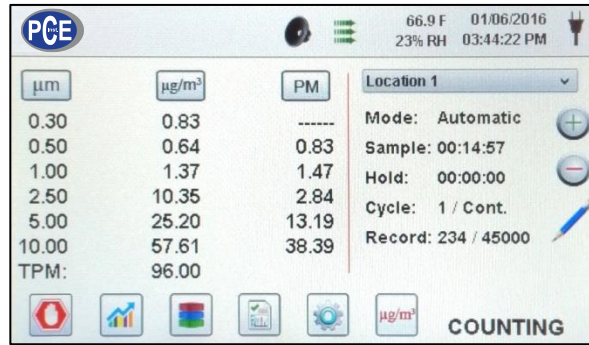 PCE
66.9 F 01/06/2016
23% RH 03:44:22 PM
µm µg/m³ PM
0.30 0.83 ------
0.50 0.64 0.83
1.00 1.37 1.47
2.50 10.35 2.84
5.00 25.20 13.19
10.00 57.61 38.39
TPM: 96.00
Location 1
Mode: Automatic
Sample: 00:14:57
Hold: 00:00:00
Cycle: 1 / Cont.
Record: 234 / 45000
µg/m³
COUNTING